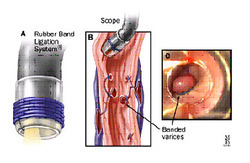 Scope
A
Rubber Band
Ligation
System
B
C
Banded
varices